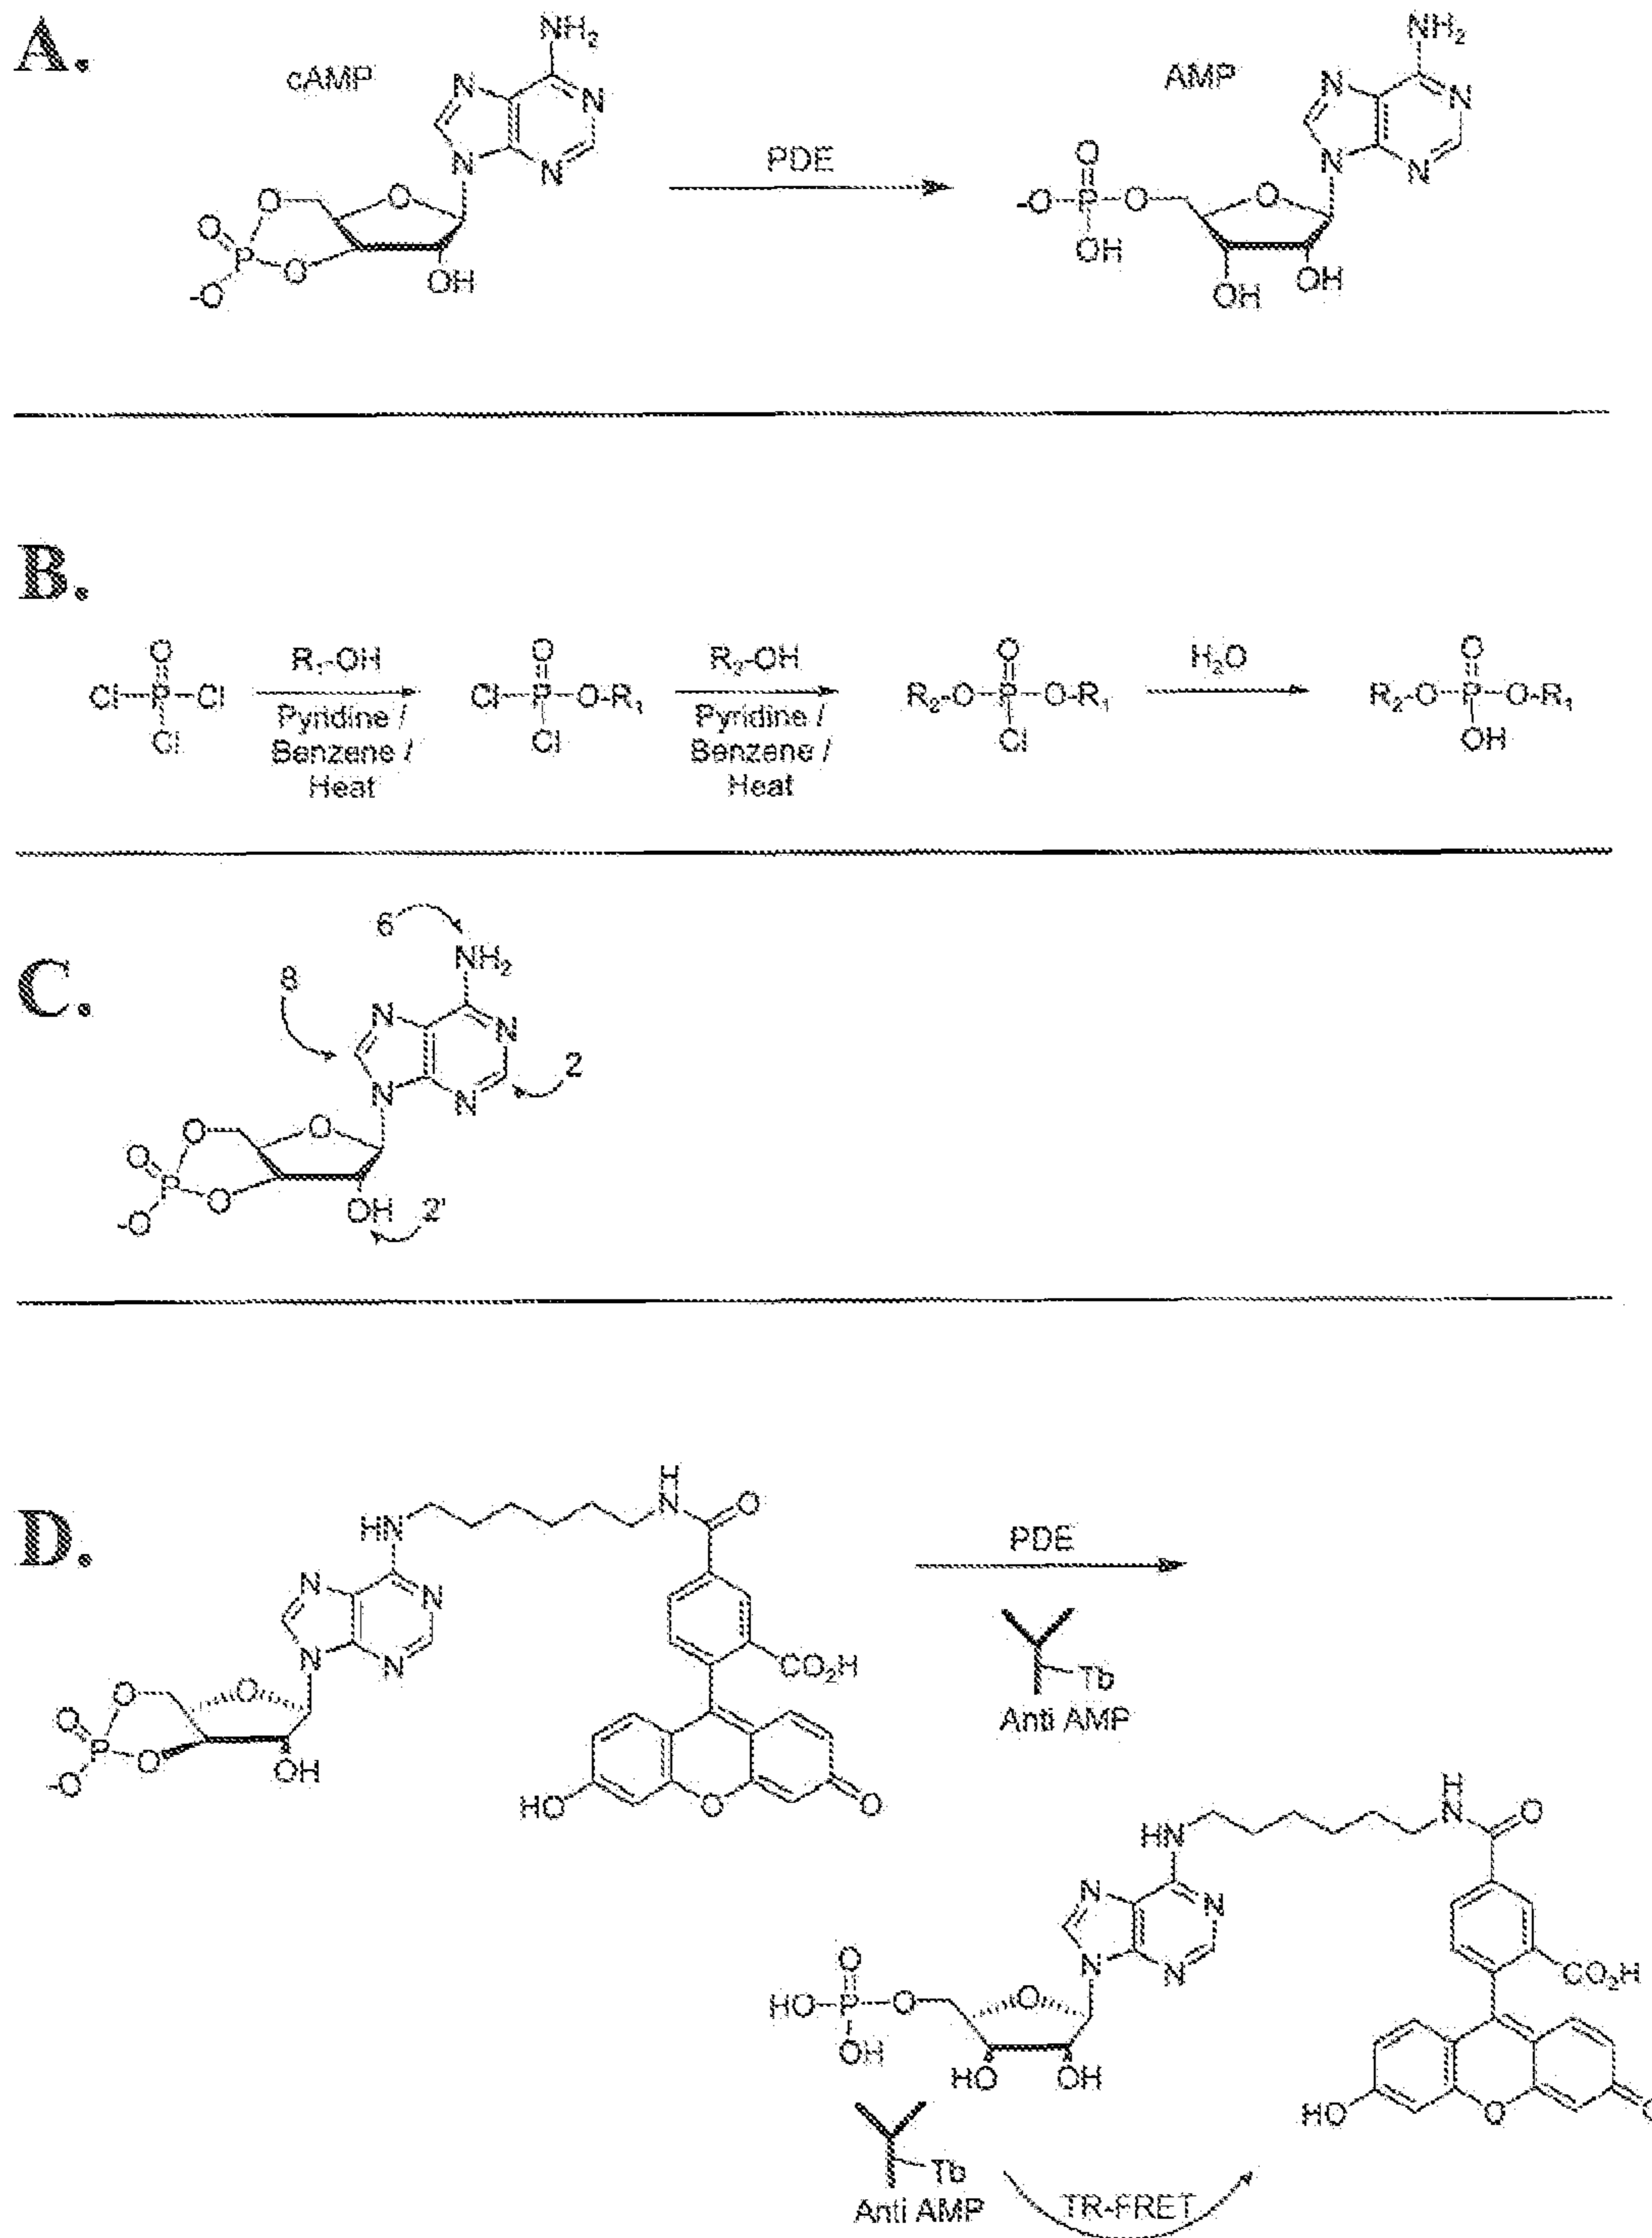 A.
cAMP
NH2
N
N
N
N
O
O
O
P
O
-O
OH
PDE
AMP
NH2
N
N
N
N
O
-O-P-O
OH
O
OH
OH
B.
O
Cl-P-Cl
Cl
R1-OH
Pyridine /
Benzene /
Heat
O
Cl-P-O-R1
Cl
R2-OH
Pyridine /
Benzene /
Heat
O
R2-O-P-O-R1
Cl
H2O
O
R2-O-P-O-R1
OH
C.
6
NH2
8
N
N
2
N
N
O
O
O
P
O
-O
OH
2'
D.
H
N
O
HN
N
N
N
N
CO2H
O
O
O
P
O
-O
OH
HO
O
O
PDE
Tb
Anti AMP
H
N
O
HN
N
N
N
N
CO2H
O
HO-P-O
OH
O
HO
OH
HO
O
O
Tb
Anti AMP
TR-FRET